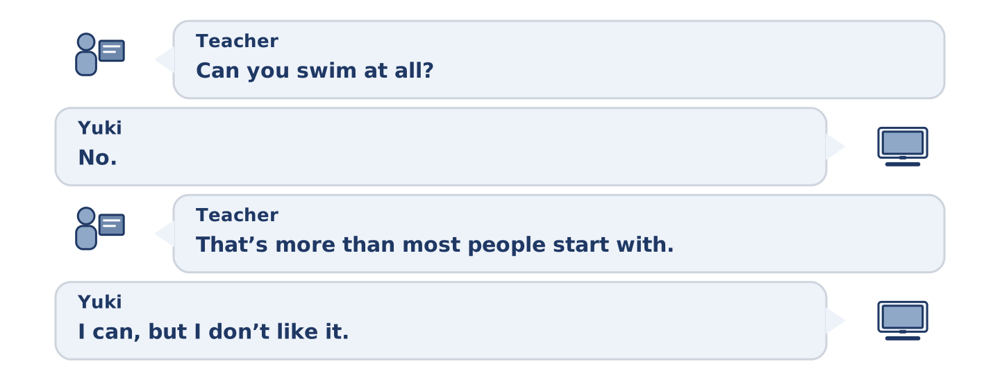 Teacher
Can you swim at all?
Yuki
No.
Teacher
That’s more than most people start with.
Yuki
I can, but I don’t like it.